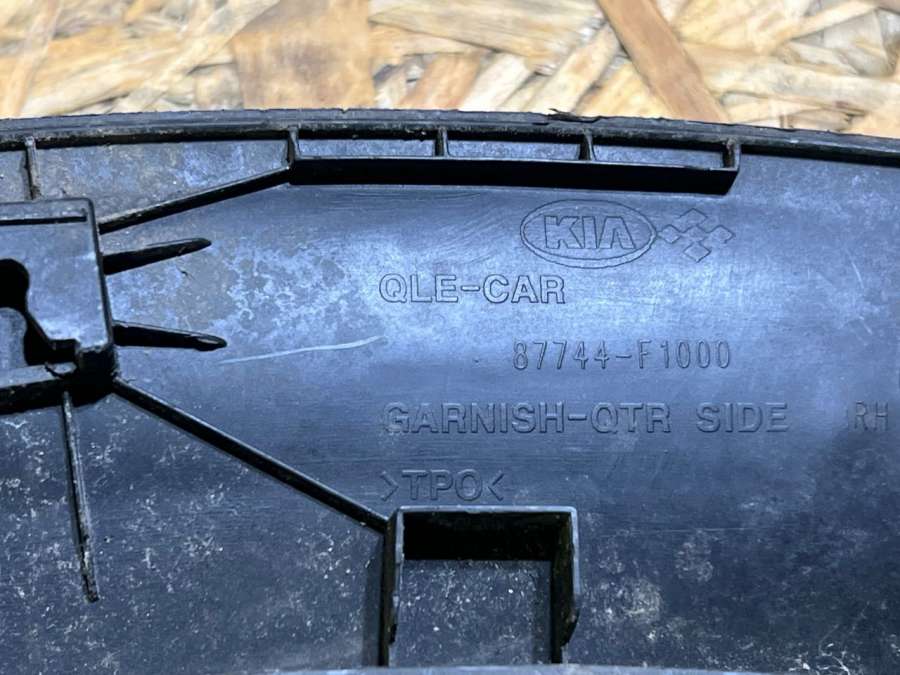 KIA
QLE-CAR
87744-F1000
GARNISH-QTR SIDE RH
>TPO<